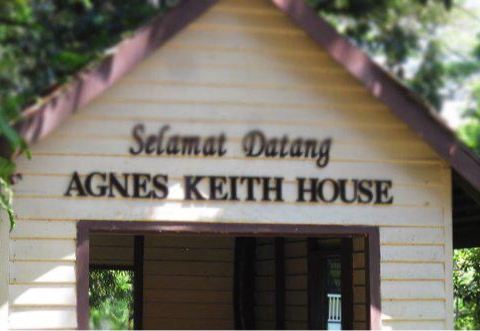 Selamat Datang
AGNES KEITH HOUSE